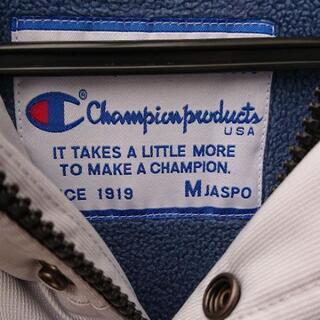 ® Championproducts
USA
IT TAKES A LITTLE MORE
TO MAKE A CHAMPION.
CE 1919 M JASPO